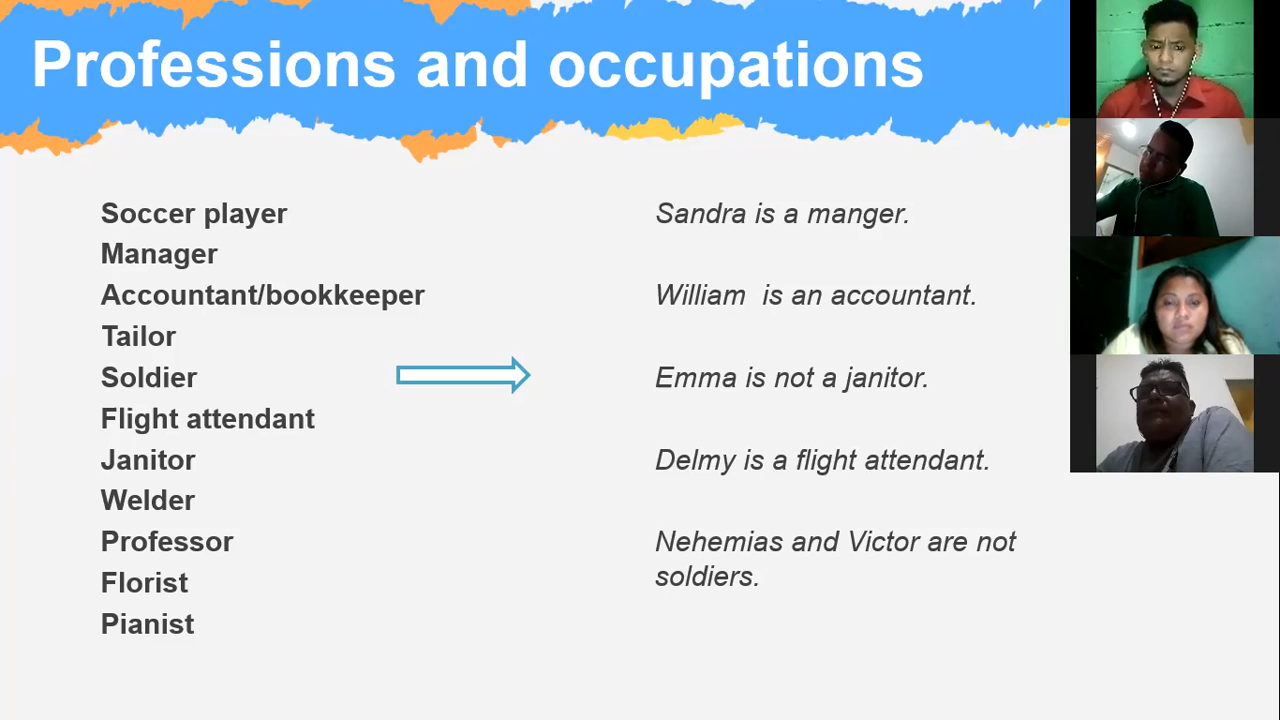 Professions and occupations
Soccer player
Manager
Accountant/bookkeeper
Tailor
Soldier
Flight attendant
Janitor
Welder
Professor
Florist
Pianist
Sandra is a manger.
William  is an accountant.
Emma is not a janitor.
Delmy is a flight attendant.
Nehemias and Victor are not
soldiers.